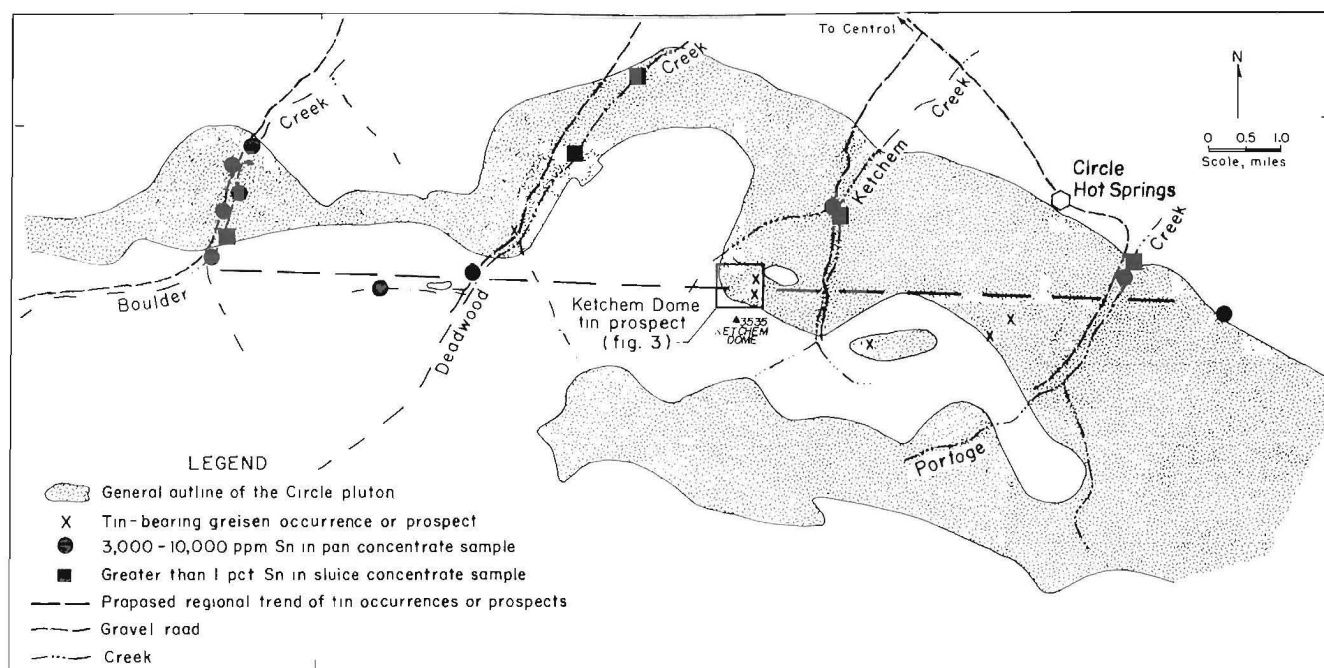 To Central
N
Creek
Creek
Creek
0 0.5 1.0
Scale, miles
Ketchem
Circle
Hot Springs
Creek
Boulder
Deadwood
Ketchem Dome
tin prospect
(fig. 3)
3535
KETCHEM
DOME
Portage
LEGEND
General outline of the Circle pluton
X Tin-bearing greisen occurrence or prospect
3,000-10,000 ppm Sn in pan concentrate sample
Greater than 1 pct Sn in sluice concentrate sample
Proposed regional trend of tin occurrences or prospects
Gravel road
Creek